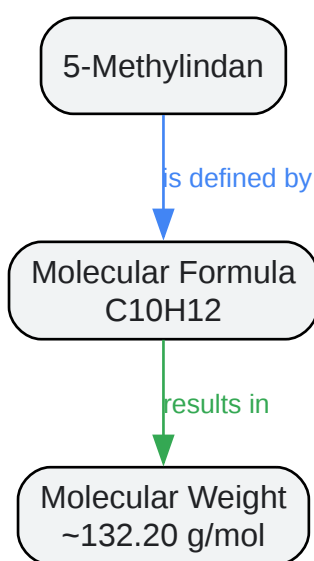 5-Methylindan
is defined by
Molecular Formula
C10H12
results in
Molecular Weight
~132.20 g/mol